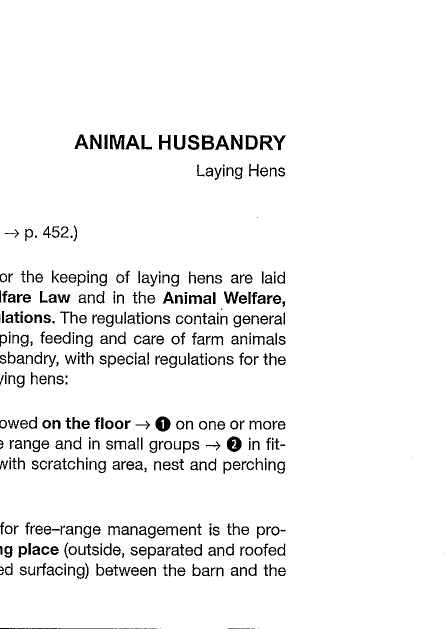 ANIMAL HUSBANDRY
Laying Hens
→ p. 452.)
or the keeping of laying hens are laid
lfare Law and in the Animal Welfare,
lations. The regulations contain general
ping, feeding and care of farm animals
sbandry, with special regulations for the
ying hens:
owed on the floor → ❶ on one or more
e range and in small groups → ❷ in fit-
with scratching area, nest and perching
for free–range management is the pro-
ng place (outside, separated and roofed
ed surfacing) between the barn and the